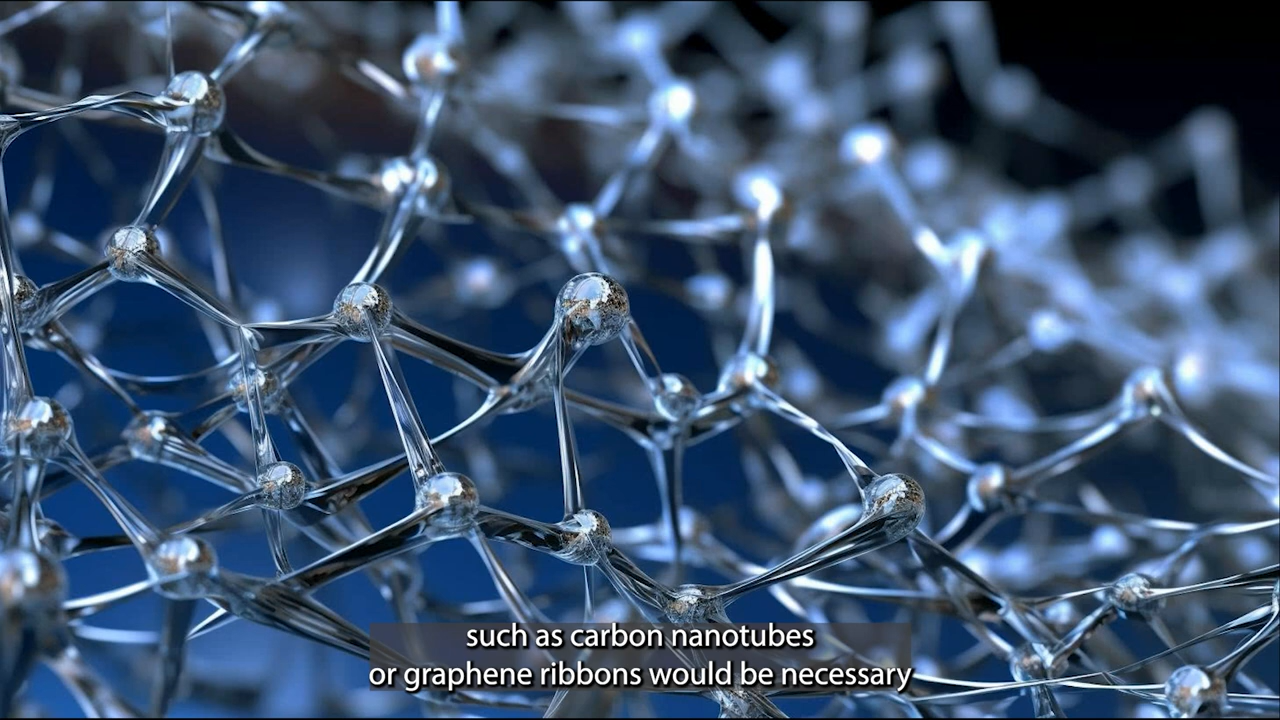 such as carbon nanotubes
or graphene ribbons would be necessary